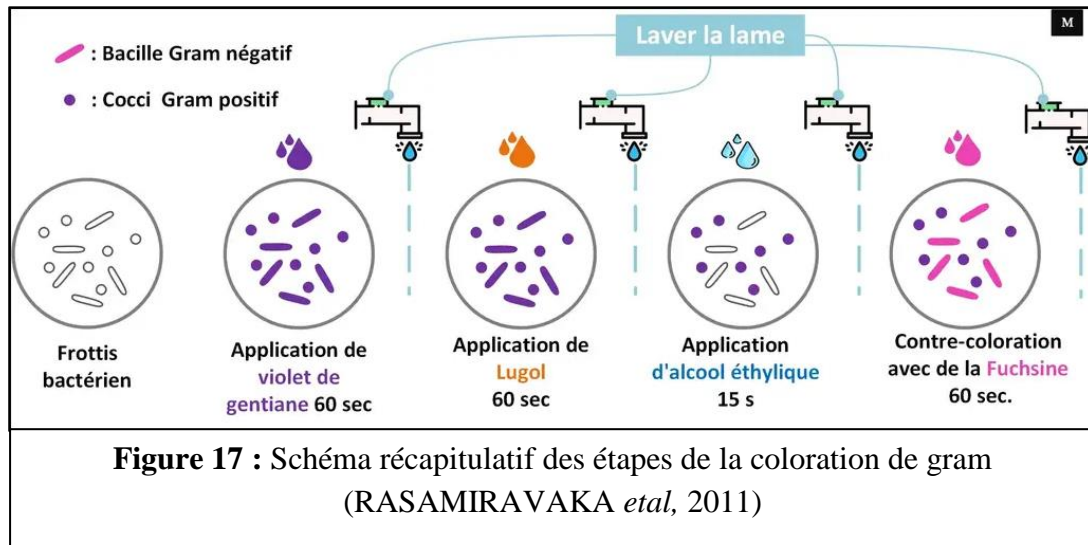 M
Laver la lame
: Bacille Gram négatif
: Cocci Gram positif
Frottis
bactérien
Application de
violet de
gentiane 60 sec
Application de
Lugol
60 sec
Application
d'alcool éthylique
15 s
Contre-coloration
avec de la Fuchsine
60 sec.
Figure 17 : Schéma récapitulatif des étapes de la coloration de gram
(RASAMIRAVAKA etal, 2011)